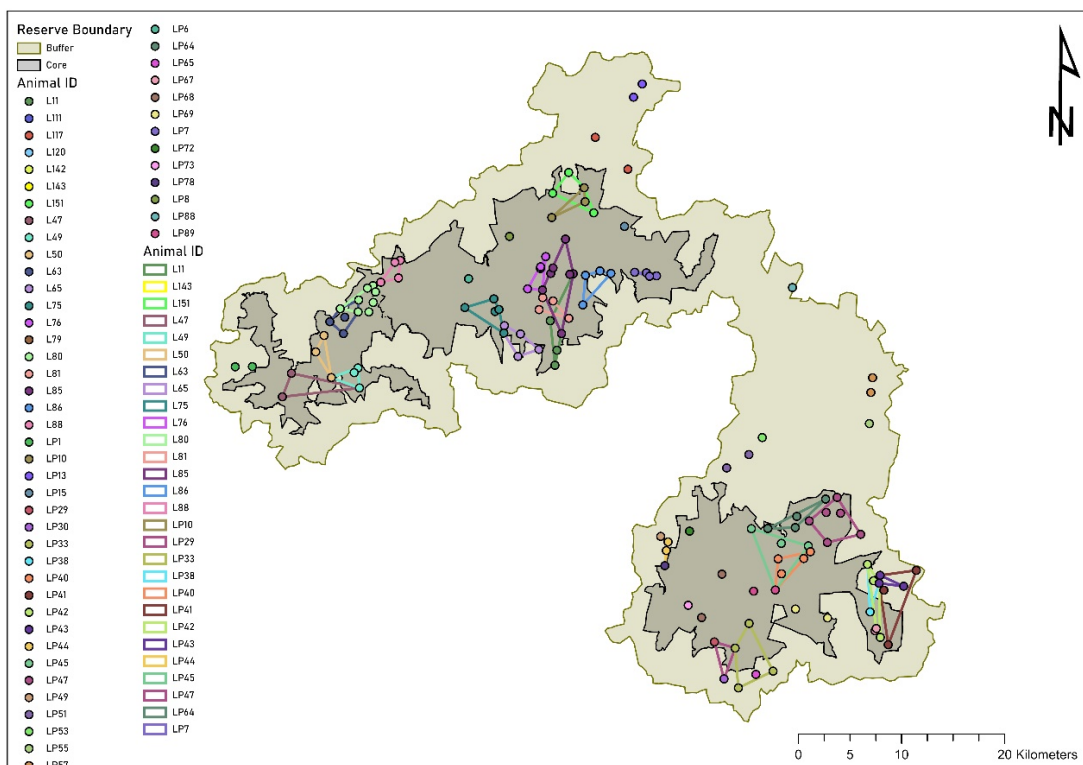 Reserve Boundary
Buffer
Core
Animal ID
L11
L111
L117
L120
L142
L143
L151
L47
L49
L50
L63
L65
L75
L76
L79
L80
L81
L85
L86
L88
LP1
LP10
LP13
LP15
LP29
LP30
LP33
LP38
LP40
LP41
LP42
LP43
LP44
LP45
LP47
LP49
LP51
LP53
LP55
LP57
LP6
LP64
LP65
LP67
LP68
LP69
LP7
LP72
LP73
LP78
LP8
LP88
LP89
Animal ID
L11
L143
L151
L47
L49
L50
L63
L65
L75
L76
L80
L81
L85
L86
L88
LP10
LP29
LP33
LP38
LP40
LP41
LP42
LP43
LP44
LP45
LP47
LP64
LP7
N
0 5 10 20 Kilometers